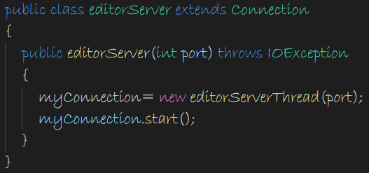 public class editorServer extends Connection
{
public editorServer(int port) throws IOException
{
myConnection= new editorServerThread(port);
myConnection.start();
}
}